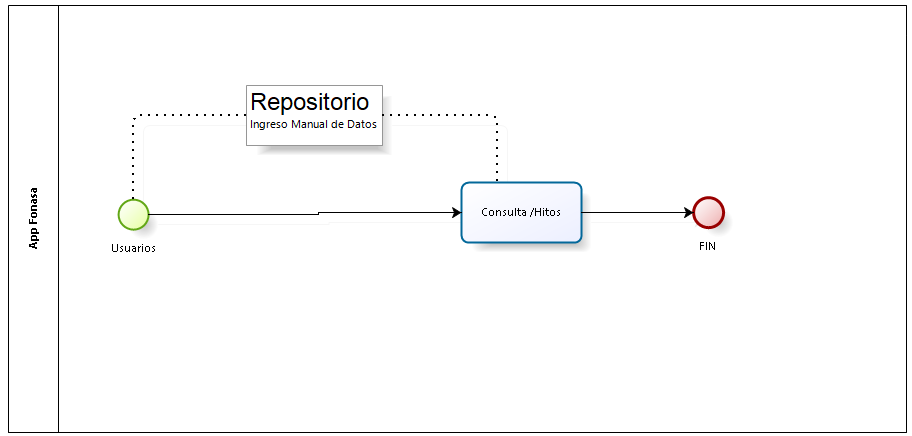 App Fonasa
Repositorio
Ingreso Manual de Datos
Usuarios
Consulta /Hitos
FIN